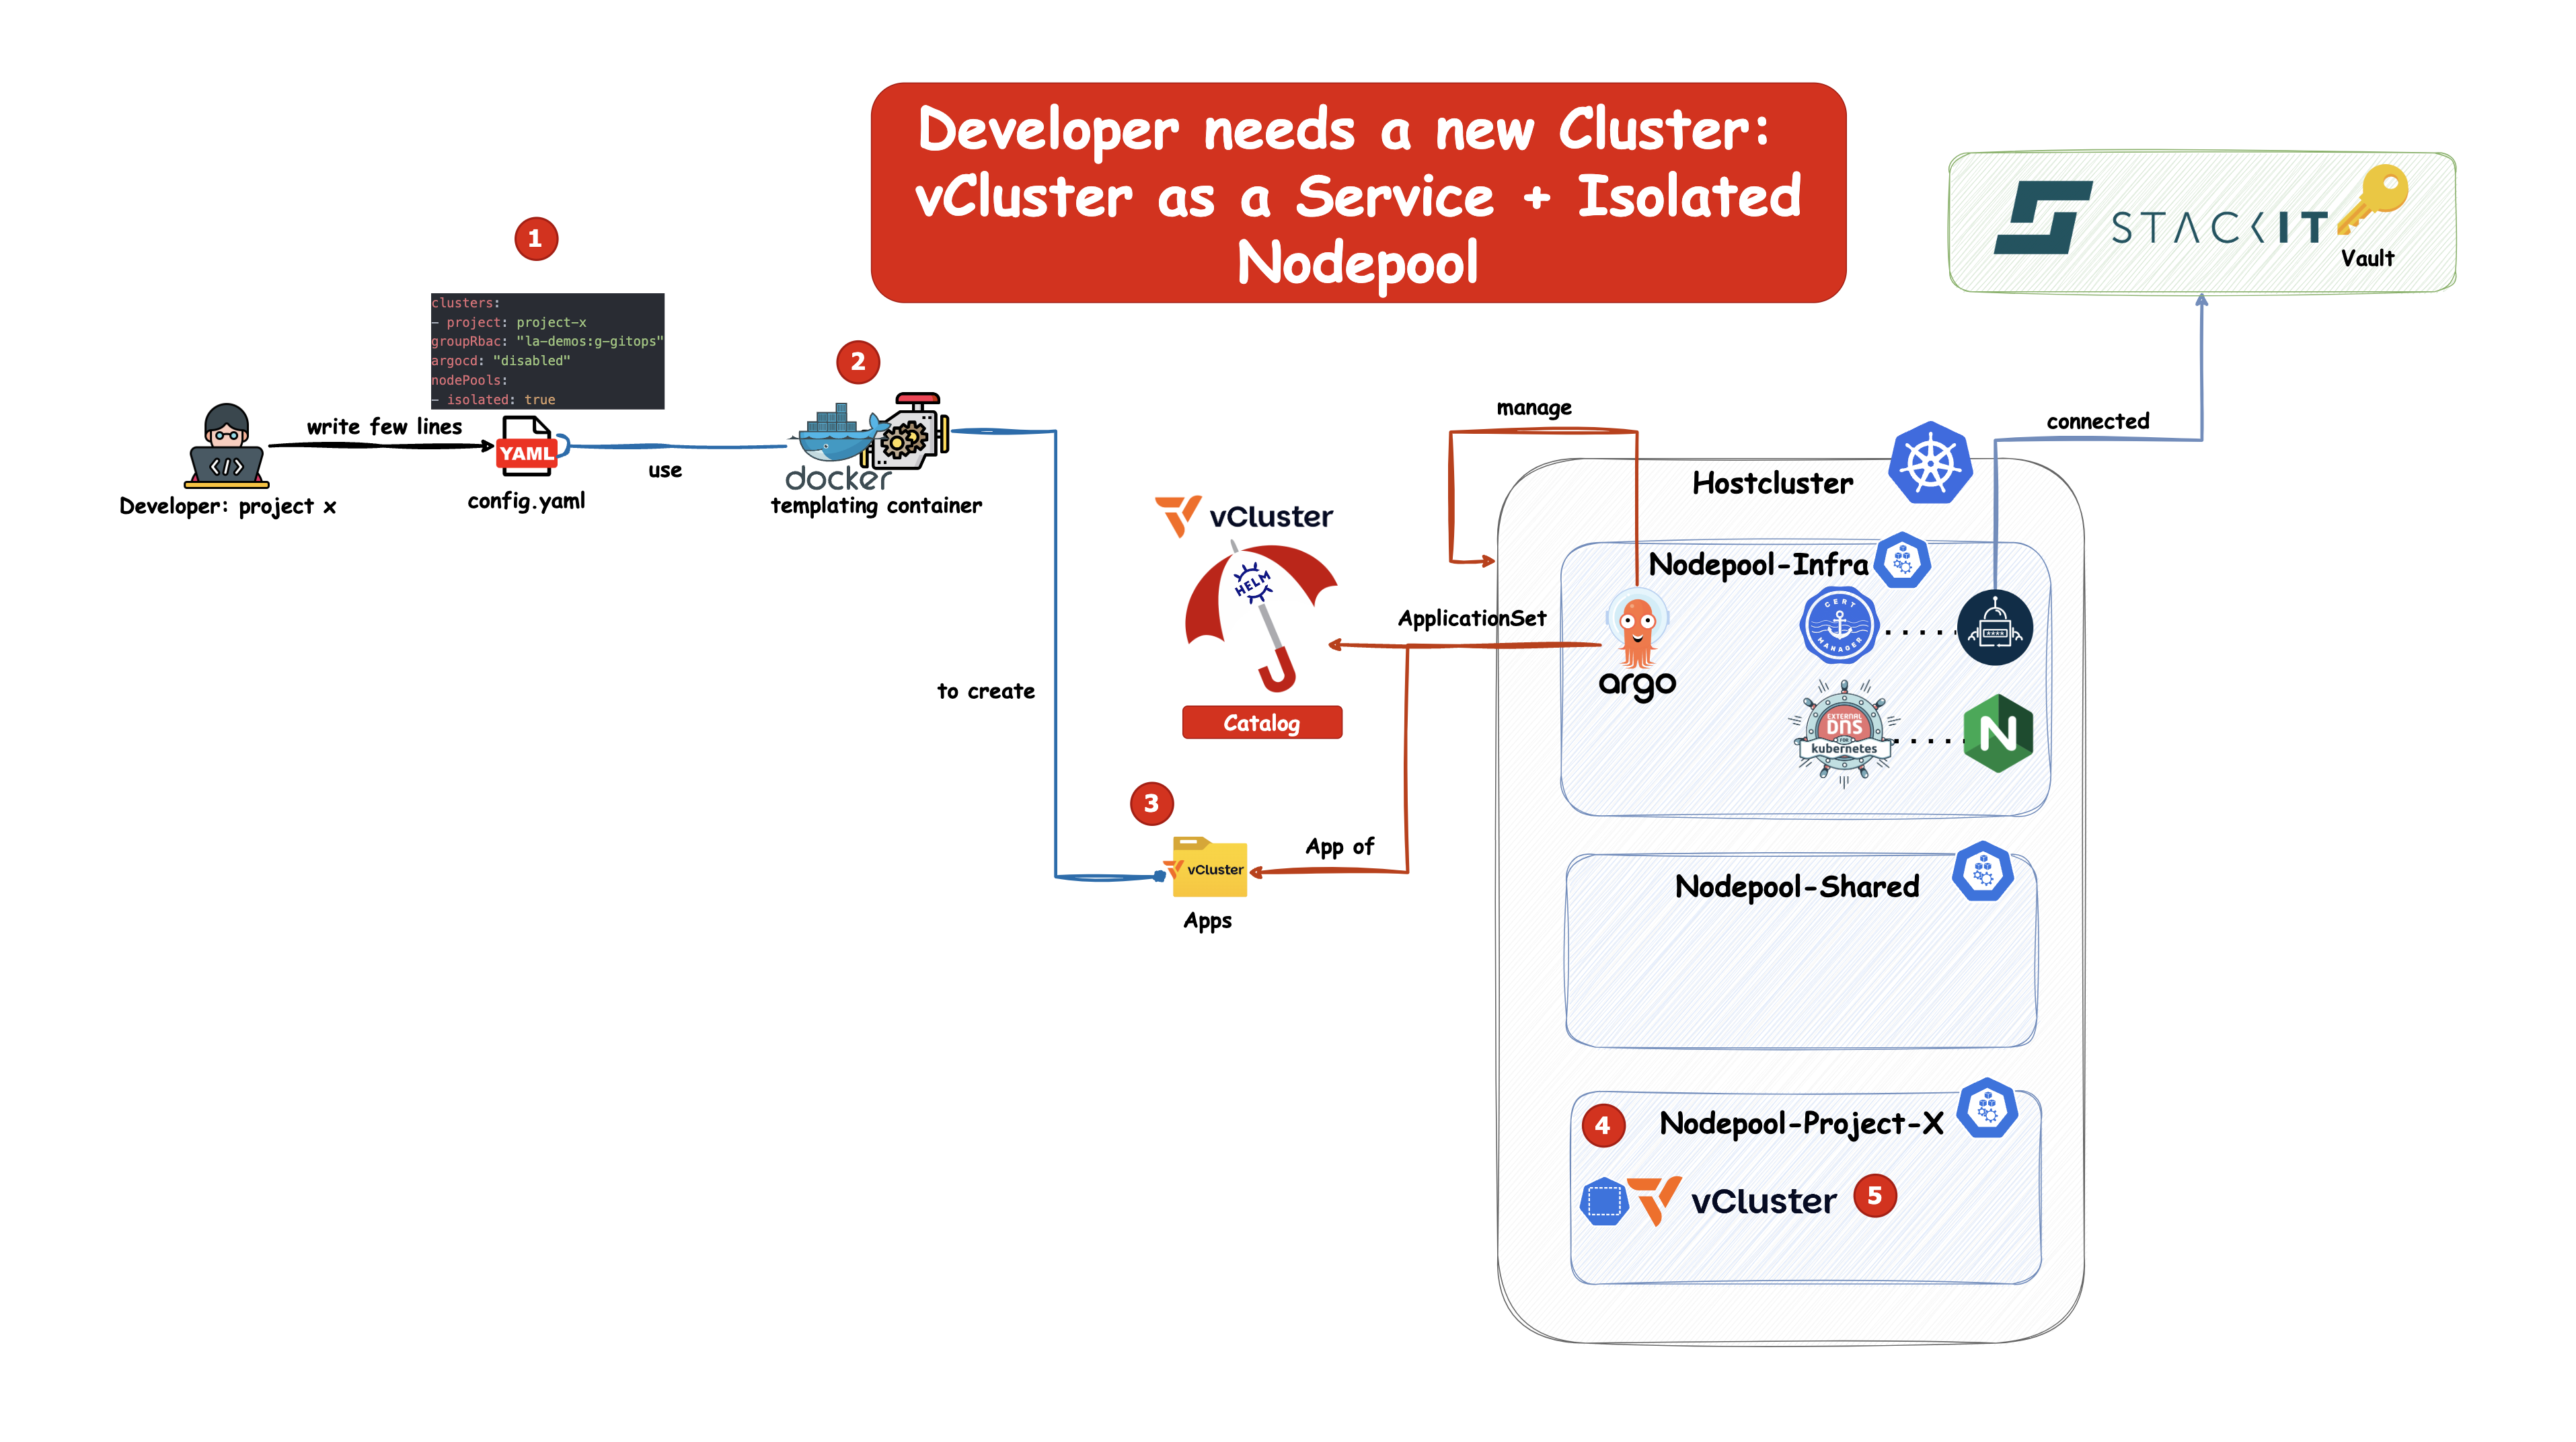 Developer needs a new Cluster:
vCluster as a Service + Isolated
Nodepool
STACKIT
Vault
1
clusters:
- project: project-x
groupRbac: "la-demos:g-gitops"
argocd: "disabled"
nodePools:
- isolated: true
2
write few lines
YAML
use
docker
Developer: project x
config.yaml
templating container
manage
connected
Hostcluster
vCluster
HELM
Catalog
Nodepool-Infra
ApplicationSet
argo
CERT
MANAGER
****
EXTERNAL
DNS
FOR
kubernetes
N
to create
3
App of
vCluster
Apps
Nodepool-Shared
4
Nodepool-Project-X
vCluster
5